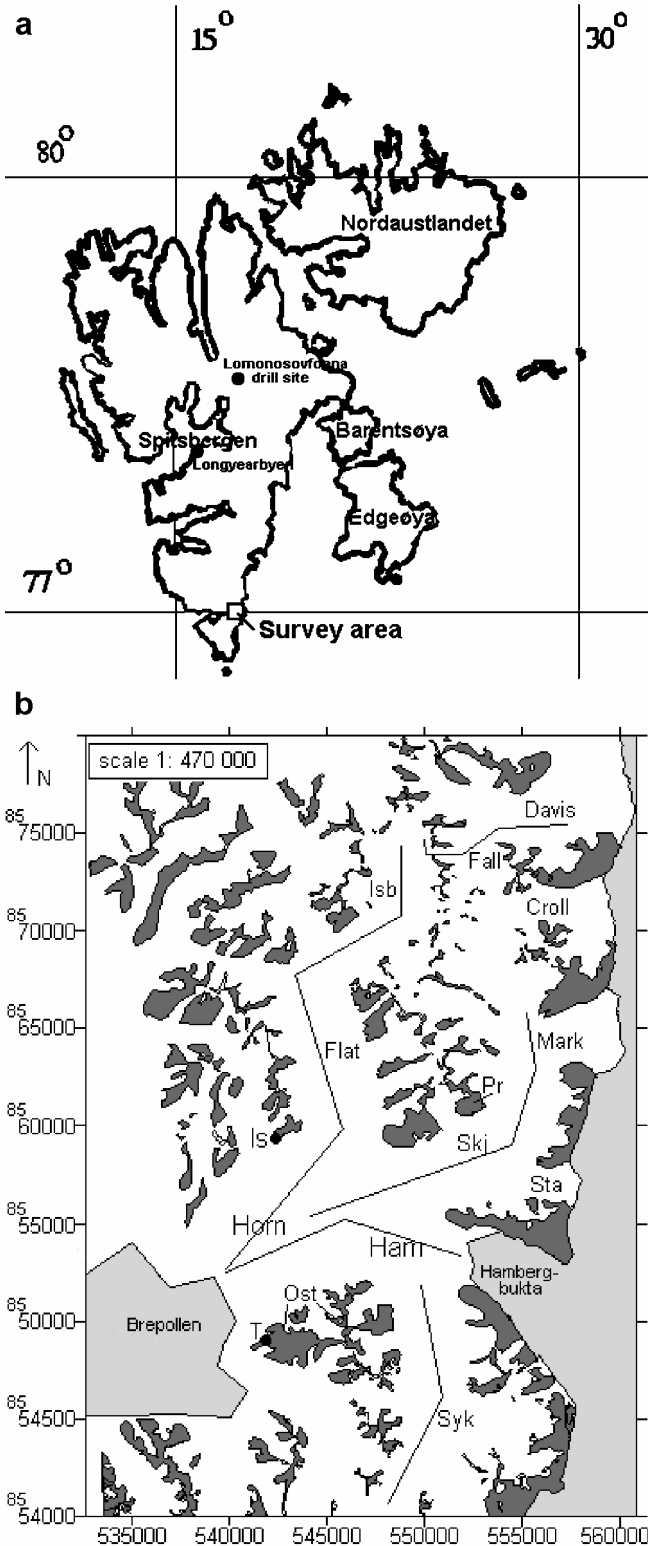 a
15°
30°
80°
Nordaustlandet
Lomonosovfonna
drill site
Spitsbergen
Barentsøya
Longyearbyen
Edgeøya
77°
Survey area
b
N
scale 1: 470 000
Davis
85
75000
Fall
Isb
Croll
85
70000
85
65000
Flat
Mark
Pr
85
60000
Is
Skj
Sta
85
55000
Horn
Ham
Hamberg-
bukta
Ost
85
50000
Brepollen
T
85
54500
Syk
85
54000
535000 540000 545000 550000 555000 560000